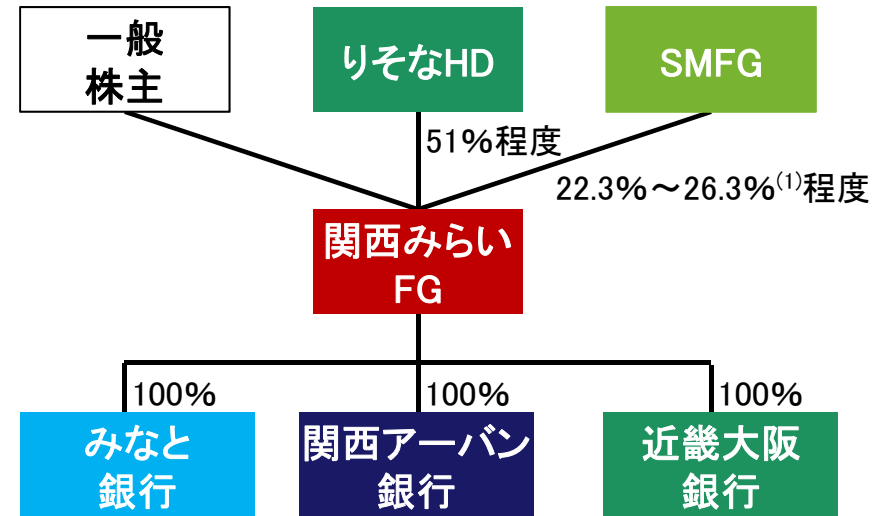 一般
株主
りそなHD
SMFG
51%程度
22.3%～26.3%(1)程度
関西みらい
FG
100%
100%
100%
みなと
銀行
関西アーバン
銀行
近畿大阪
銀行